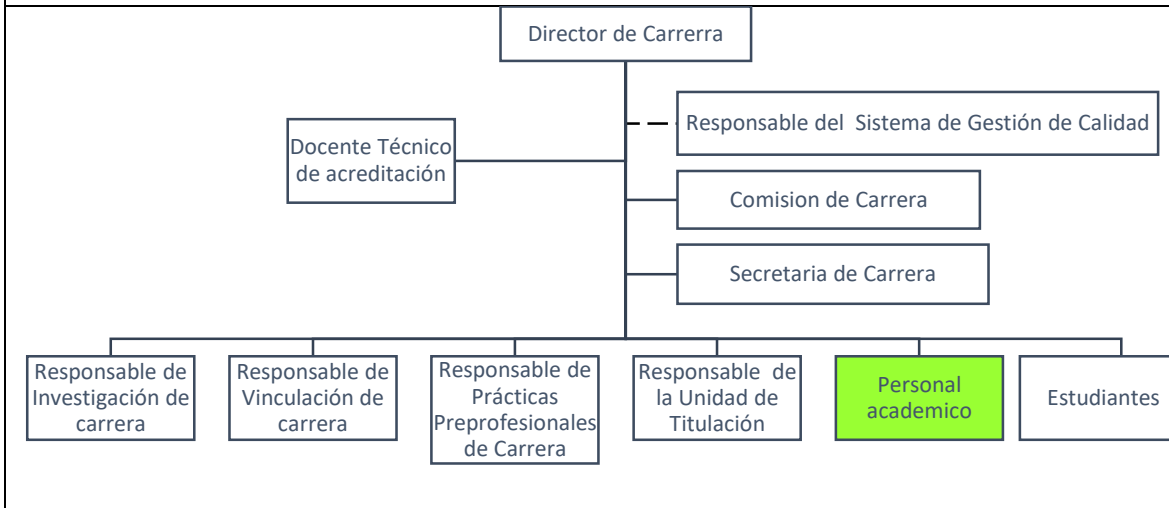 Director de Carrerra
Responsable del Sistema de Gestión de Calidad
Docente Técnico
de acreditación
Comision de Carrera
Secretaria de Carrera
Responsable de
Investigación de
carrera
Responsable de
Vinculación de
carrera
Responsable de
Prácticas
Preprofesionales
de Carrera
Responsable de
la Unidad de
Titulación
Personal
academico
Estudiantes